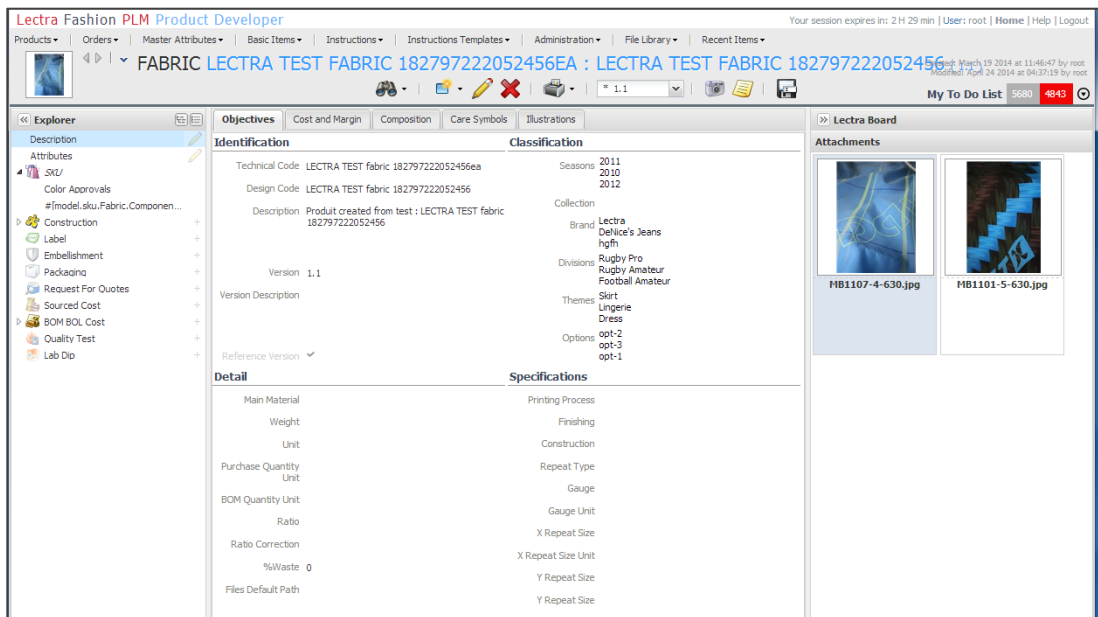 Lectra Fashion PLM Product Developer
Your session expires in: 2 H 29 min | User: root | Home | Help | Logout
Products | Orders | Master Attributes | Basic Items | Instructions | Instructions Templates | Administration | File Library | Recent Items
FABRIC LECTRA TEST FABRIC 182797222052456EA : LECTRA TEST FABRIC 182797222052456
March 19 2014 at 11:46:47 by root
Modified: April 24 2014 at 04:37:19 by root
* 1.1
My To Do List 5680 4843
Explorer
Description
Attributes
SKU
Color Approvals
#[model.sku.Fabric.Componen...
Construction
Label
Embellishment
Packaging
Request For Quotes
Sourced Cost
BOM BOL Cost
Quality Test
Lab Dip
Objectives Cost and Margin Composition Care Symbols Illustrations
Identification
Technical Code LECTRA TEST fabric 182797222052456ea
Design Code LECTRA TEST fabric 182797222052456
Description Produit created from test : LECTRA TEST fabric
182797222052456
Version 1.1
Version Description
Reference Version
Classification
Seasons 2011
2010
2012
Collection
Brand Lectra
DeNice's Jeans
hgfh
Divisions Rugby Pro
Rugby Amateur
Football Amateur
Themes Skirt
Lingerie
Dress
Options opt-2
opt-3
opt-1
Detail
Main Material
Weight
Unit
Purchase Quantity
Unit
BOM Quantity Unit
Ratio
Ratio Correction
%Waste 0
Files Default Path
Specifications
Printing Process
Finishing
Construction
Repeat Type
Gauge
Gauge Unit
X Repeat Size
X Repeat Size Unit
Y Repeat Size
Y Repeat Size
Lectra Board
Attachments
MB1107-4-630.jpg
MB1101-5-630.jpg